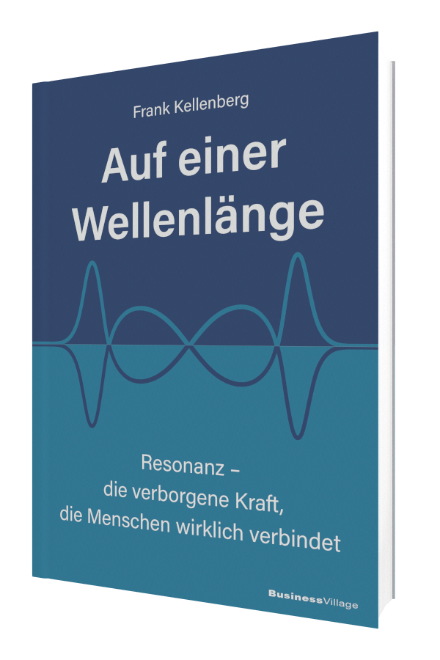 Frank Kellenberg
Auf einer
Wellenlänge
Resonanz –
die verborgene Kraft,
die Menschen wirklich verbindet
BusinessVillage